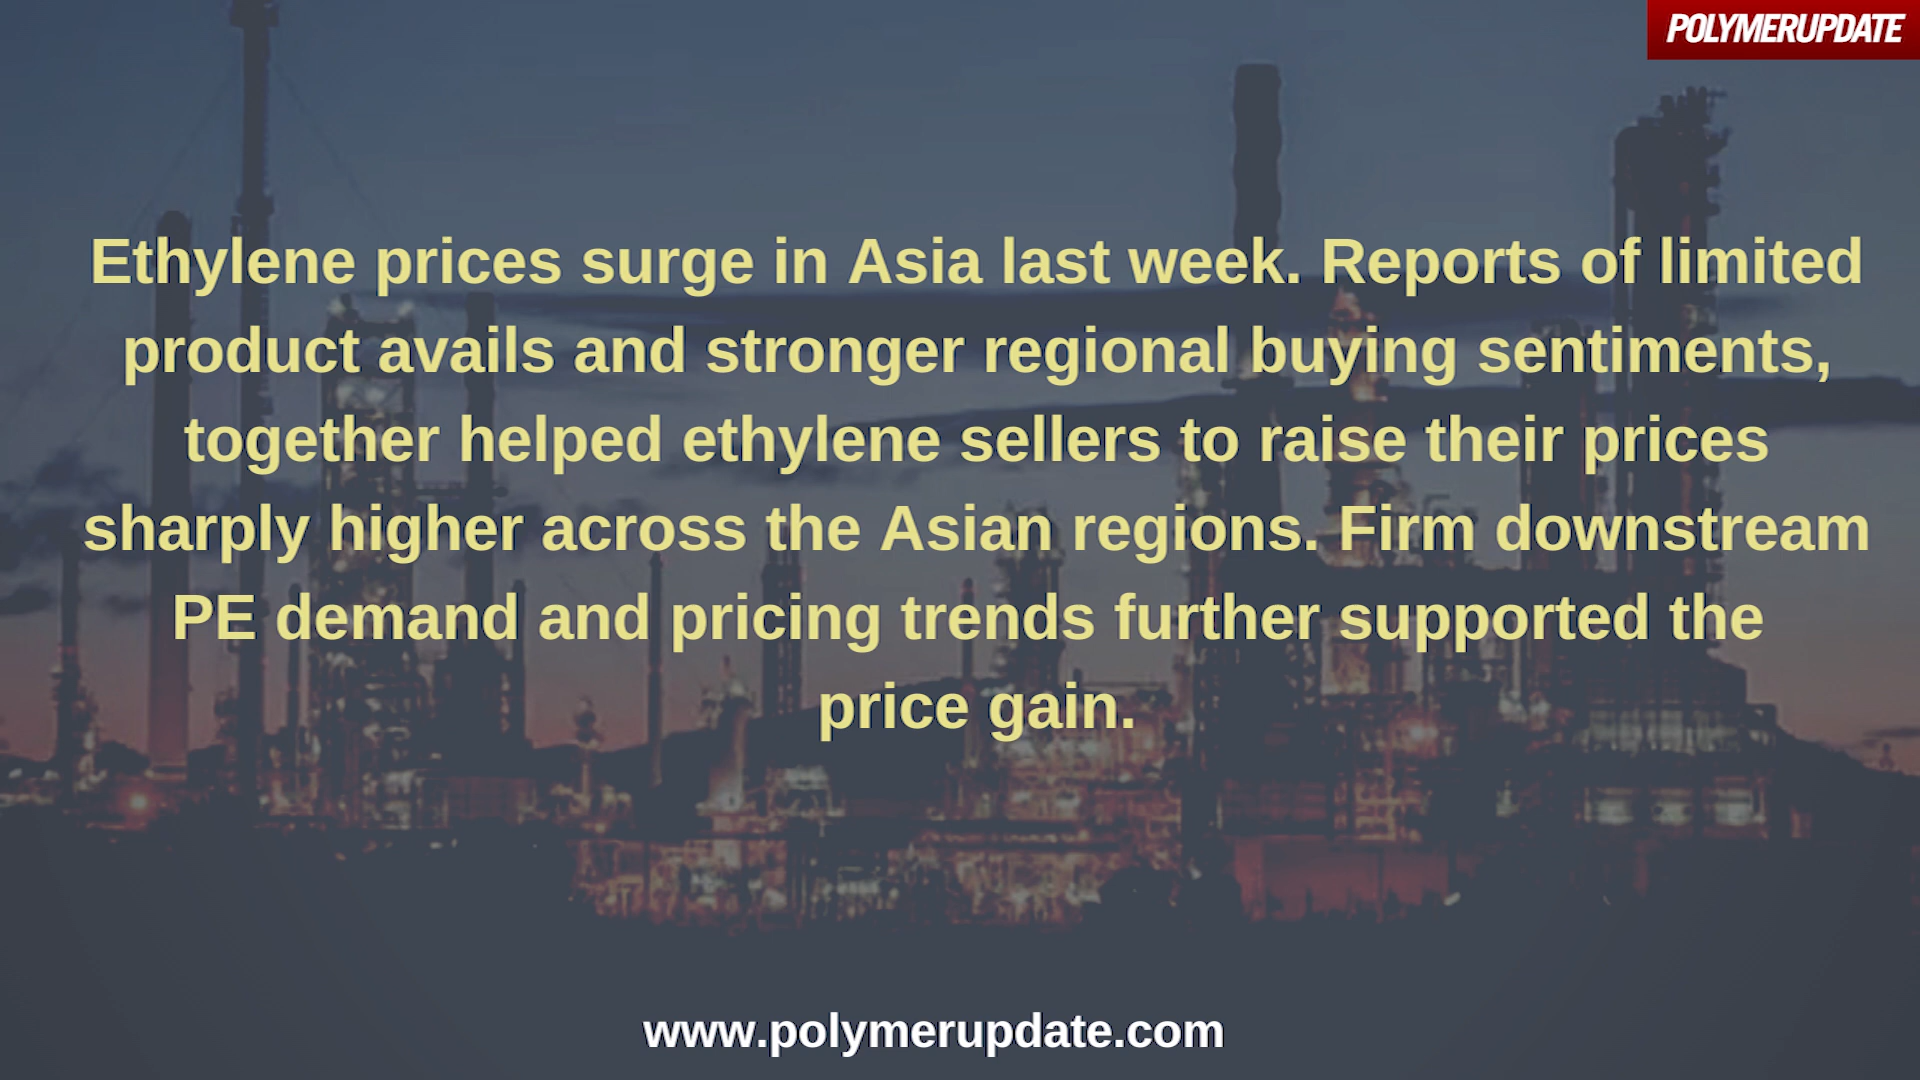 POLYMERUPDATE
Ethylene prices surge in Asia last week. Reports of limited
product avails and stronger regional buying sentiments,
together helped ethylene sellers to raise their prices
sharply higher across the Asian regions. Firm downstream
PE demand and pricing trends further supported the
price gain.
www.polymerupdate.com